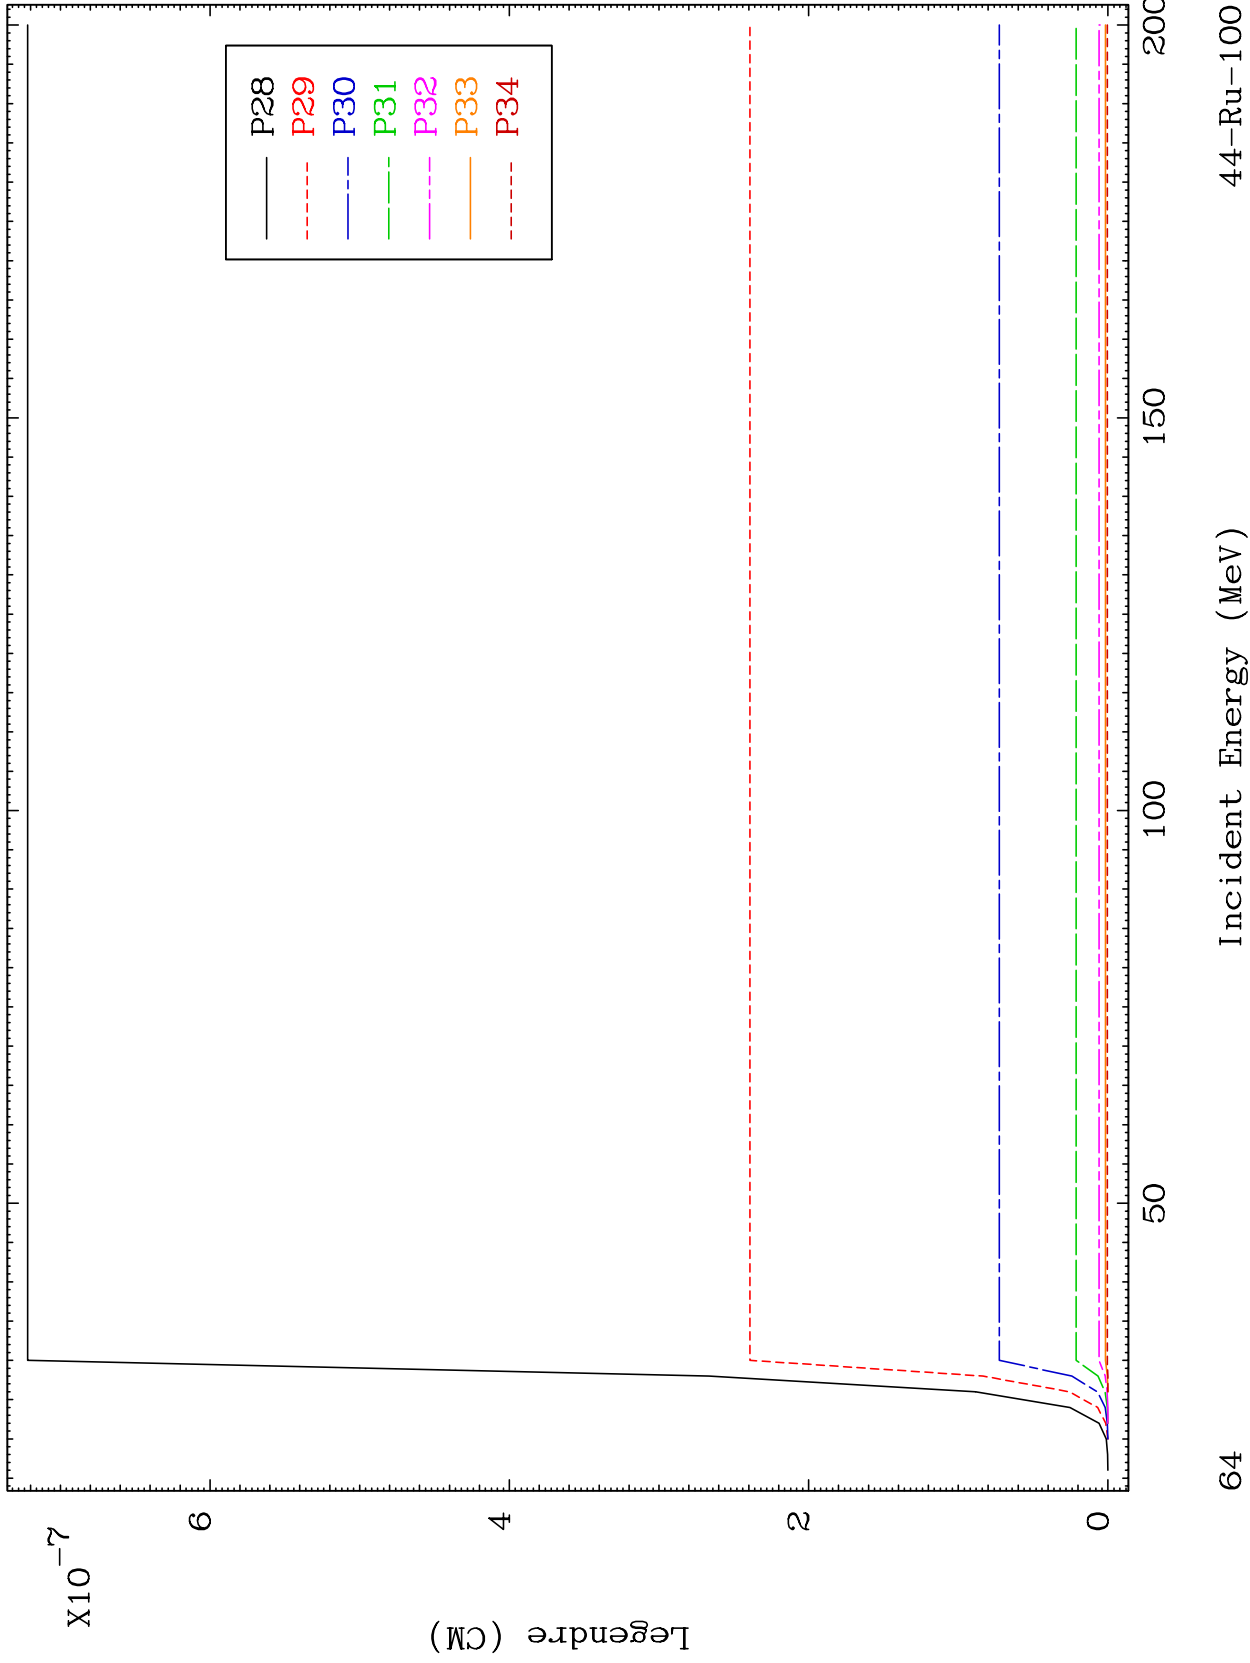 X10-7
Legendre (CM)
6
4
2
0
P28
P29
P30
P31
P32
P33
P34
50
100
150
200
Incident Energy (MeV)
64
44-Ru-100